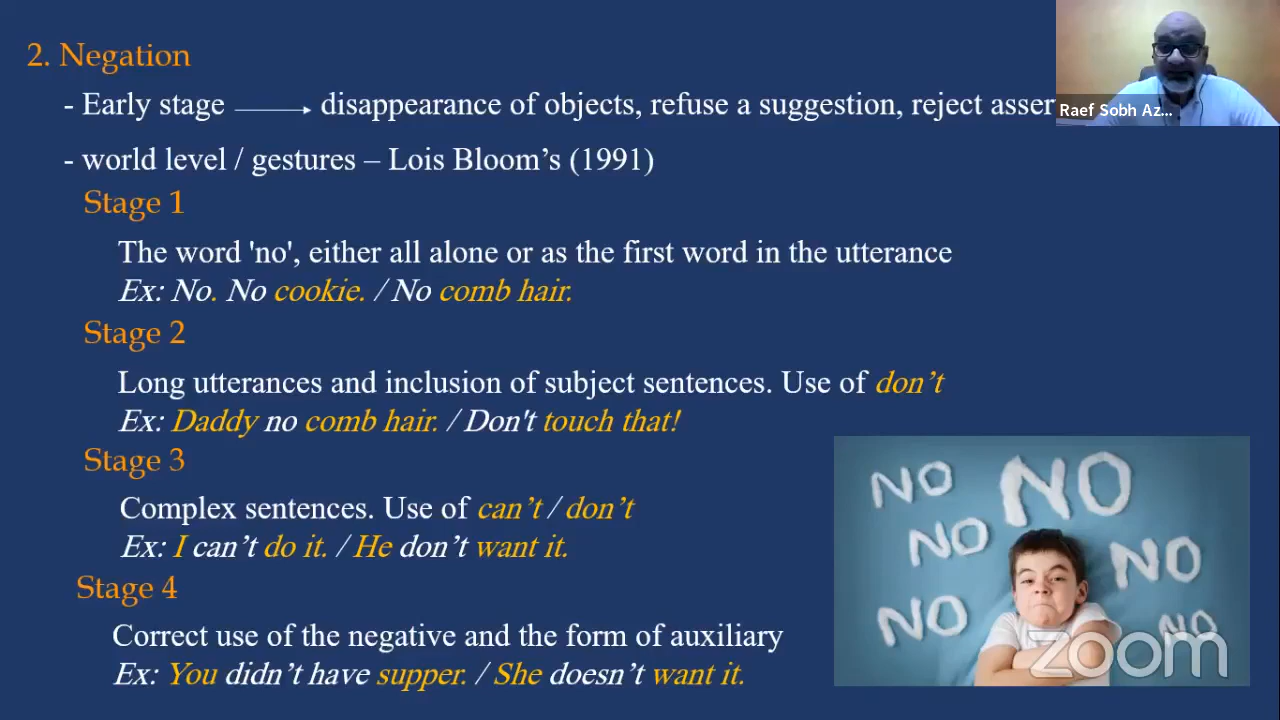 2. Negation
- Early stage → disappearance of objects, refuse a suggestion, reject asser
Raef Sobh Az...
- world level / gestures – Lois Bloom's (1991)
Stage 1
The word 'no', either all alone or as the first word in the utterance
Ex: No. No cookie. / No comb hair.
Stage 2
Long utterances and inclusion of subject sentences. Use of don't
Ex: Daddy no comb hair. / Don't touch that!
Stage 3
Complex sentences. Use of can't / don't
Ex: I can't do it. / He don't want it.
Stage 4
Correct use of the negative and the form of auxiliary
Ex: You didn't have supper. / She doesn't want it.
NO NO
NO NO
NO NO
zoom